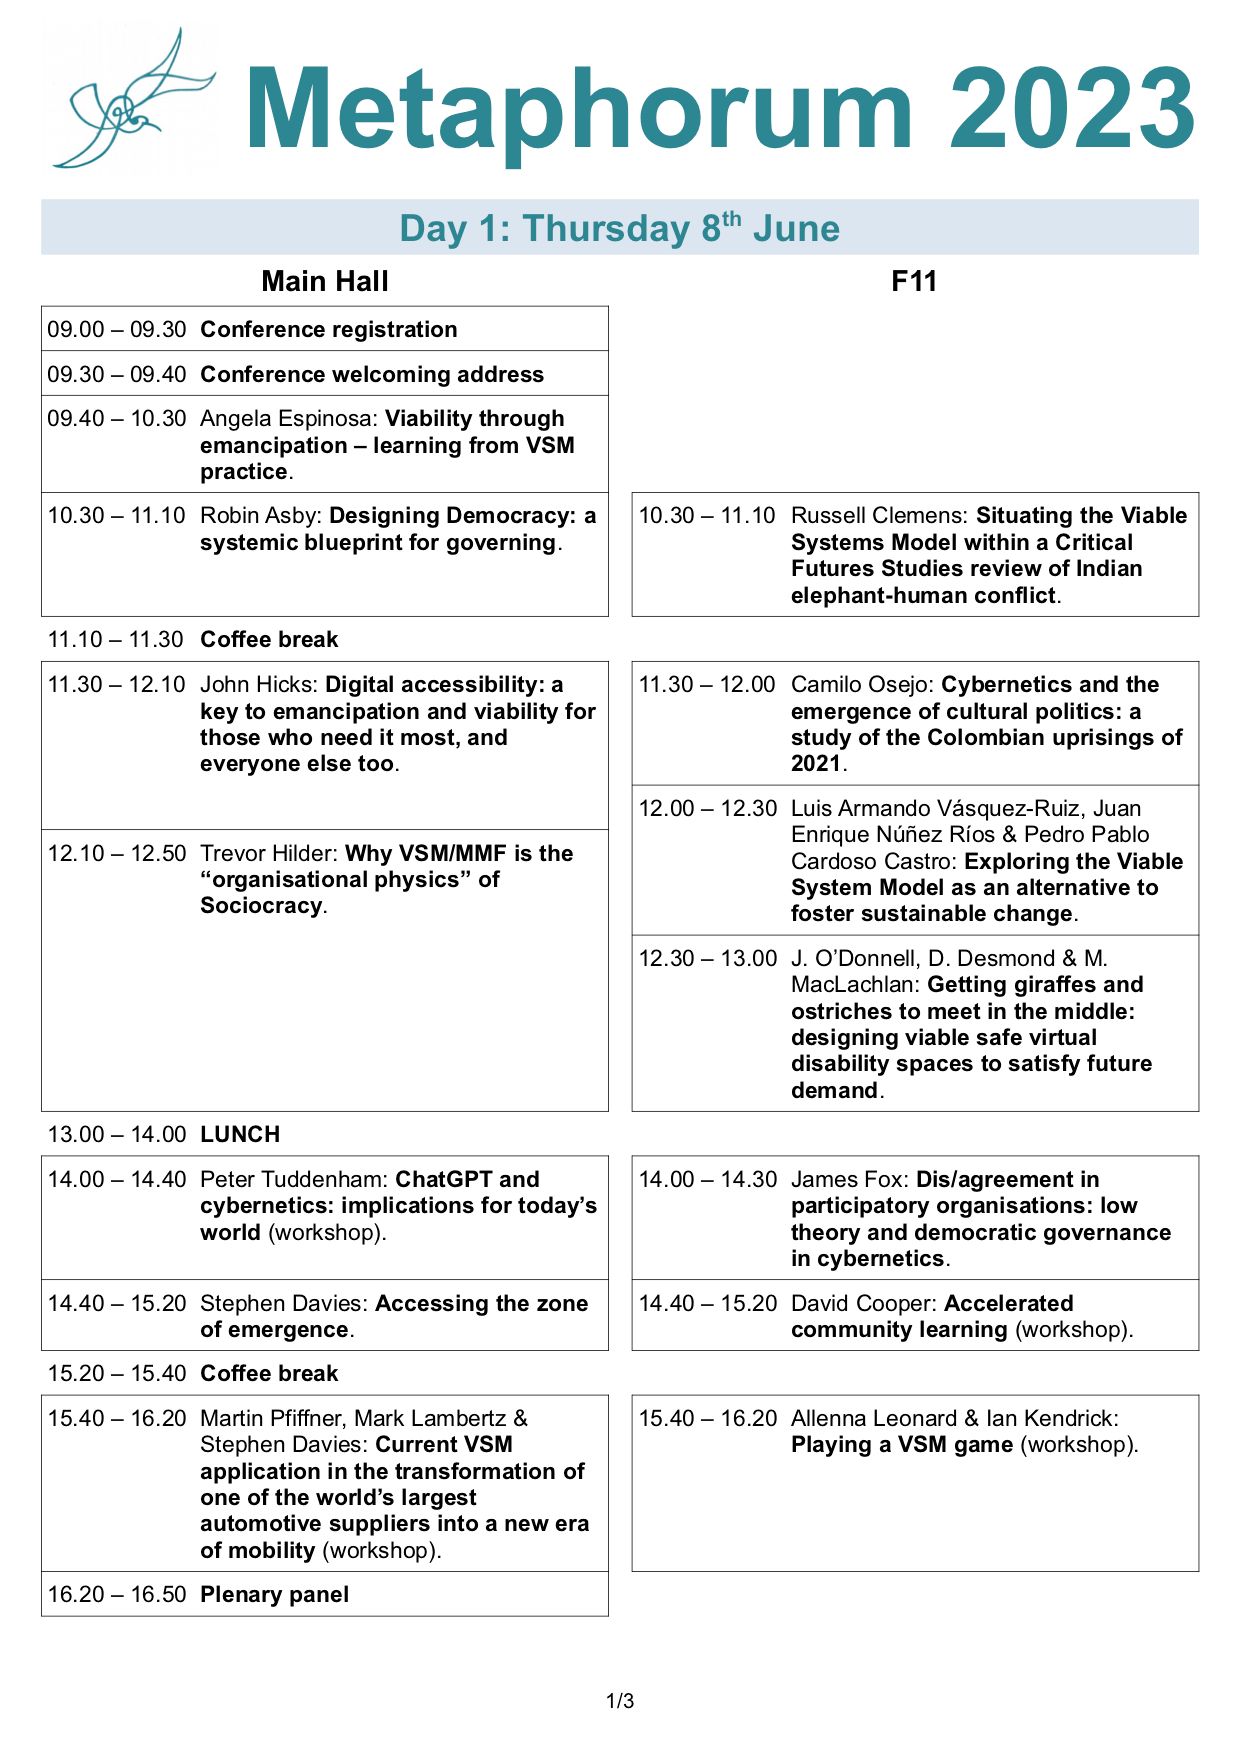 Metaphorum 2023
Day 1: Thursday 8th June
Main Hall
F11
09.00 – 09.30 Conference registration
09.30 – 09.40 Conference welcoming address
09.40 – 10.30 Angela Espinosa: Viability through
emancipation – learning from VSM
practice.
10.30 – 11.10 Robin Asby: Designing Democracy: a
systemic blueprint for governing.
10.30 – 11.10 Russell Clemens: Situating the Viable
Systems Model within a Critical
Futures Studies review of Indian
elephant-human conflict.
11.10 – 11.30 Coffee break
11.30 – 12.10 John Hicks: Digital accessibility: a
key to emancipation and viability for
those who need it most, and
everyone else too.
12.10 – 12.50 Trevor Hilder: Why VSM/MMF is the
“organisational physics” of
Sociocracy.
11.30 – 12.00 Camilo Osejo: Cybernetics and the
emergence of cultural politics: a
study of the Colombian uprisings of
2021.
12.00 – 12.30 Luis Armando Vásquez-Ruiz, Juan
Enrique Núñez Ríos & Pedro Pablo
Cardoso Castro: Exploring the Viable
System Model as an alternative to
foster sustainable change.
12.30 – 13.00 J. O’Donnell, D. Desmond & M.
MacLachlan: Getting giraffes and
ostriches to meet in the middle:
designing viable safe virtual
disability spaces to satisfy future
demand.
13.00 – 14.00 LUNCH
14.00 – 14.40 Peter Tuddenham: ChatGPT and
cybernetics: implications for today’s
world (workshop).
14.00 – 14.30 James Fox: Dis/agreement in
participatory organisations: low
theory and democratic governance
in cybernetics.
14.40 – 15.20 Stephen Davies: Accessing the zone
of emergence.
14.40 – 15.20 David Cooper: Accelerated
community learning (workshop).
15.20 – 15.40 Coffee break
15.40 – 16.20 Martin Pfiffner, Mark Lambertz &
Stephen Davies: Current VSM
application in the transformation of
one of the world’s largest
automotive suppliers into a new era
of mobility (workshop).
15.40 – 16.20 Allenna Leonard & Ian Kendrick:
Playing a VSM game (workshop).
16.20 – 16.50 Plenary panel
1/3